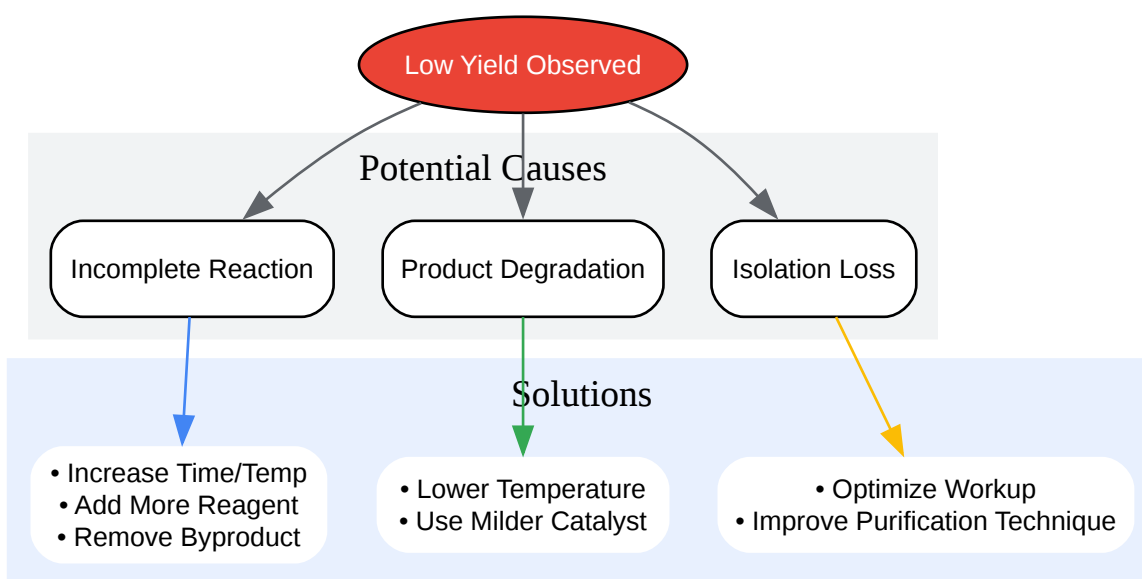 Low Yield Observed
Potential Causes
Incomplete Reaction
Product Degradation
Isolation Loss
Solutions
• Increase Time/Temp
• Add More Reagent
• Remove Byproduct
• Lower Temperature
• Use Milder Catalyst
• Optimize Workup
• Improve Purification Technique